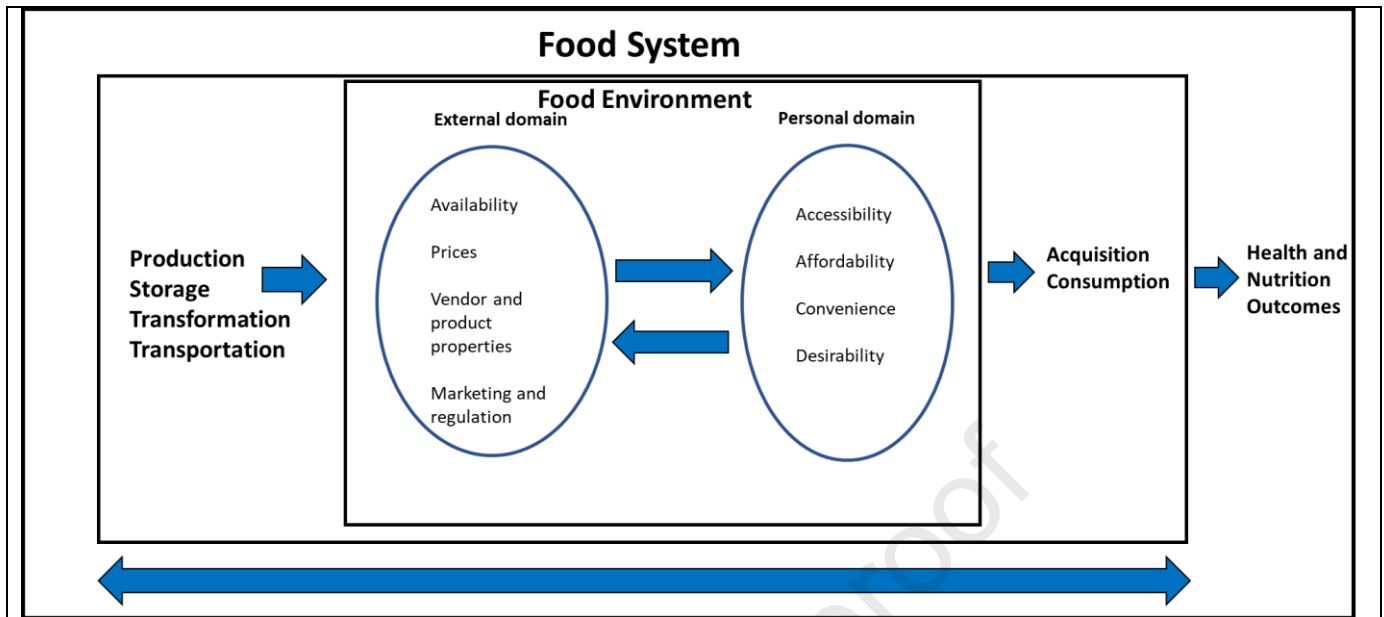 Food System
Food Environment
External domain
Personal domain
Production
Storage
Transformation
Transportation
Availability
Prices
Vendor and
product
properties
Marketing and
regulation
Accessibility
Affordability
Convenience
Desirability
Acquisition
Consumption
Health and
Nutrition
Outcomes
proof